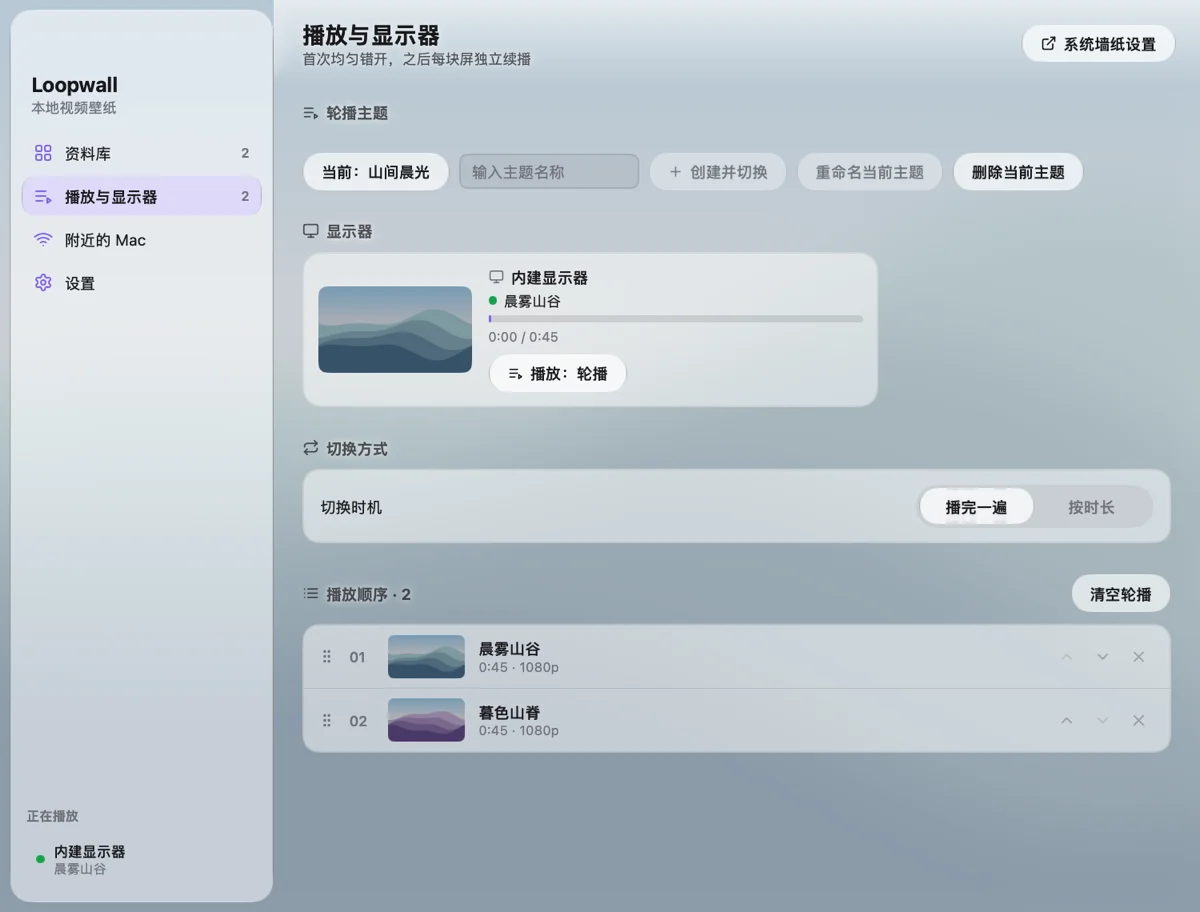 Loopwall
本地视频壁纸
资料库 2
播放与显示器 2
附近的 Mac
设置
正在播放
内建显示器
晨雾山谷
播放与显示器
首次均匀错开，之后每块屏独立续播
系统墙纸设置
轮播主题
当前：山间晨光
输入主题名称
+ 创建并切换
重命名当前主题
删除当前主题
显示器
内建显示器
晨雾山谷
0:00 / 0:45
播放：轮播
切换方式
切换时机
播完一遍
按时长
播放顺序 · 2
清空轮播
01
晨雾山谷
0:45 · 1080p
02
暮色山脊
0:45 · 1080p